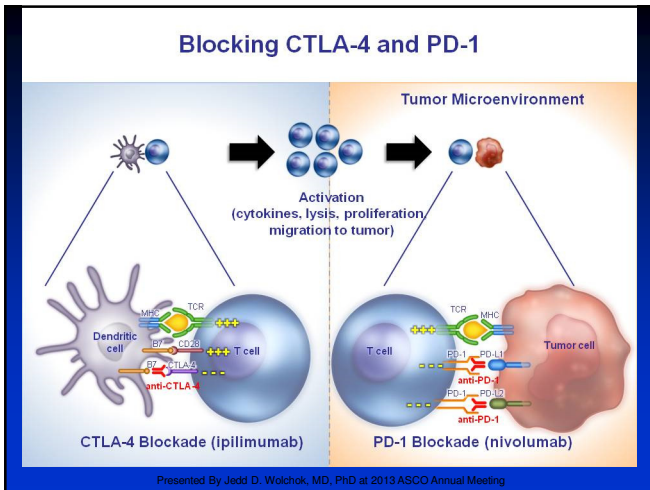 Blocking CTLA-4 and PD-1
Tumor Microenvironment
Activation
(cytokines, lysis, proliferation,
migration to tumor)
MHC
TCR
+++
Dendritic
cell
B7
CD28
+++
T cell
B7
CTLA-4
- - -
anti-CTLA-4
TCR
MHC
+++
T cell
Tumor cell
PD-1
PD-L1
- - -
anti-PD-1
PD-1
PD-L2
- - -
anti-PD-1
CTLA-4 Blockade (ipilimumab)
PD-1 Blockade (nivolumab)
Presented By Jedd D. Wolchok, MD, PhD at 2013 ASCO Annual Meeting